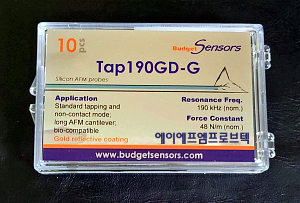 10 pcs
BudgetSensors
Tap190GD-G
Silicon AFM probes
Application
Standard tapping and
non-contact mode;
long AFM cantilever;
bio-compatible
Gold reflective coating
Resonance Freq.
190 kHz (nom.)
Force Constant
48 N/m (nom.)
에이에프엠프로브텍
www.budgetsensors.com